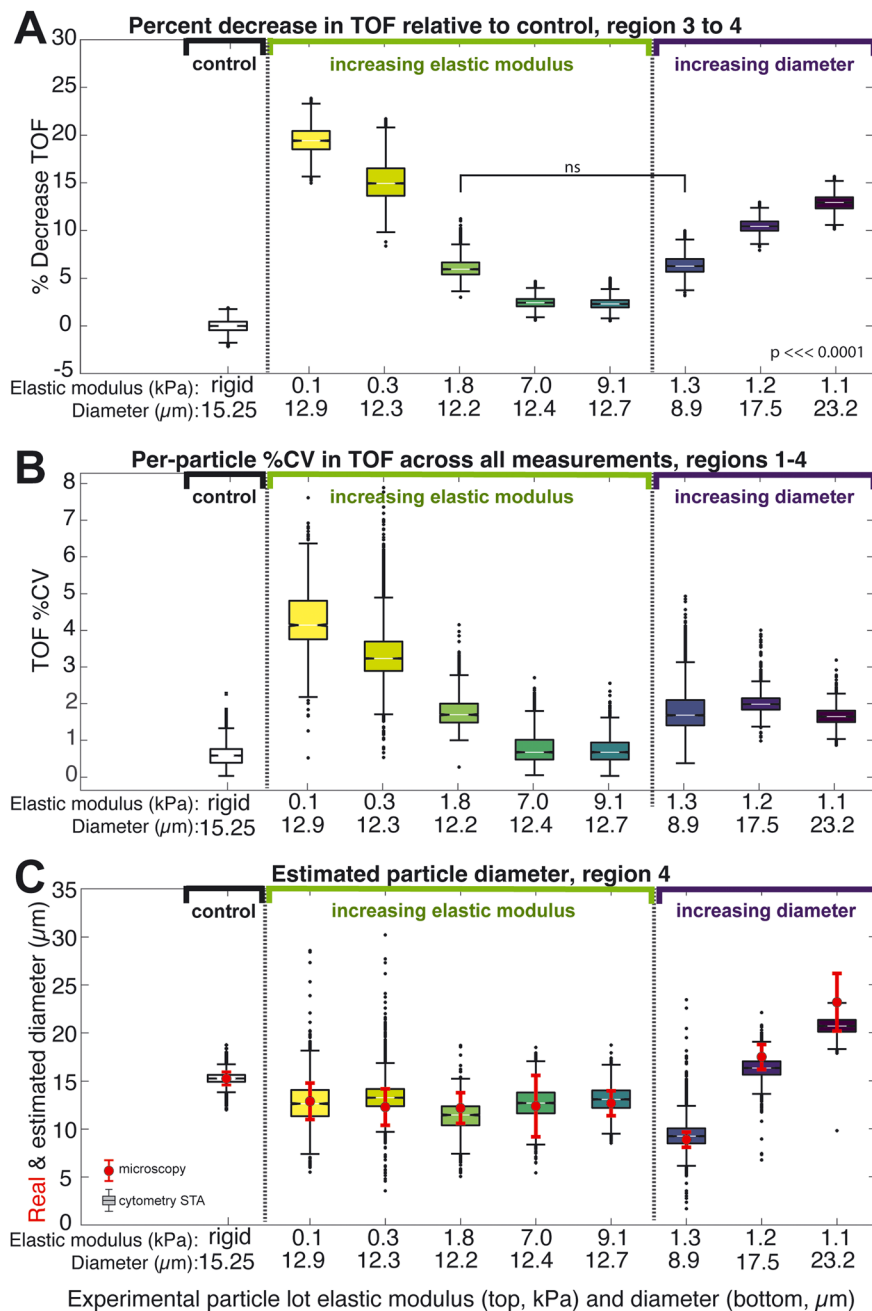 A
Percent decrease in TOF relative to control, region 3 to 4
control
increasing elastic modulus
increasing diameter
% Decrease TOF
30
25
20
15
10
5
0
-5
ns
p <<< 0.0001
Elastic modulus (kPa): rigid 0.1 0.3 1.8 7.0 9.1 1.3 1.2 1.1
Diameter (µm): 15.25 12.9 12.3 12.2 12.4 12.7 8.9 17.5 23.2
B
Per-particle %CV in TOF across all measurements, regions 1-4
control
increasing elastic modulus
increasing diameter
TOF %CV
8
7
6
5
4
3
2
1
0
Elastic modulus (kPa): rigid 0.1 0.3 1.8 7.0 9.1 1.3 1.2 1.1
Diameter (µm): 15.25 12.9 12.3 12.2 12.4 12.7 8.9 17.5 23.2
C
Estimated particle diameter, region 4
control
increasing elastic modulus
increasing diameter
Real & estimated diameter (µm)
35
30
25
20
15
10
5
0
microscopy
cytometry STA
Elastic modulus (kPa): rigid 0.1 0.3 1.8 7.0 9.1 1.3 1.2 1.1
Diameter (µm):15.25 12.9 12.3 12.2 12.4 12.7 8.9 17.5 23.2
Experimental particle lot elastic modulus (top, kPa) and diameter (bottom, µm)